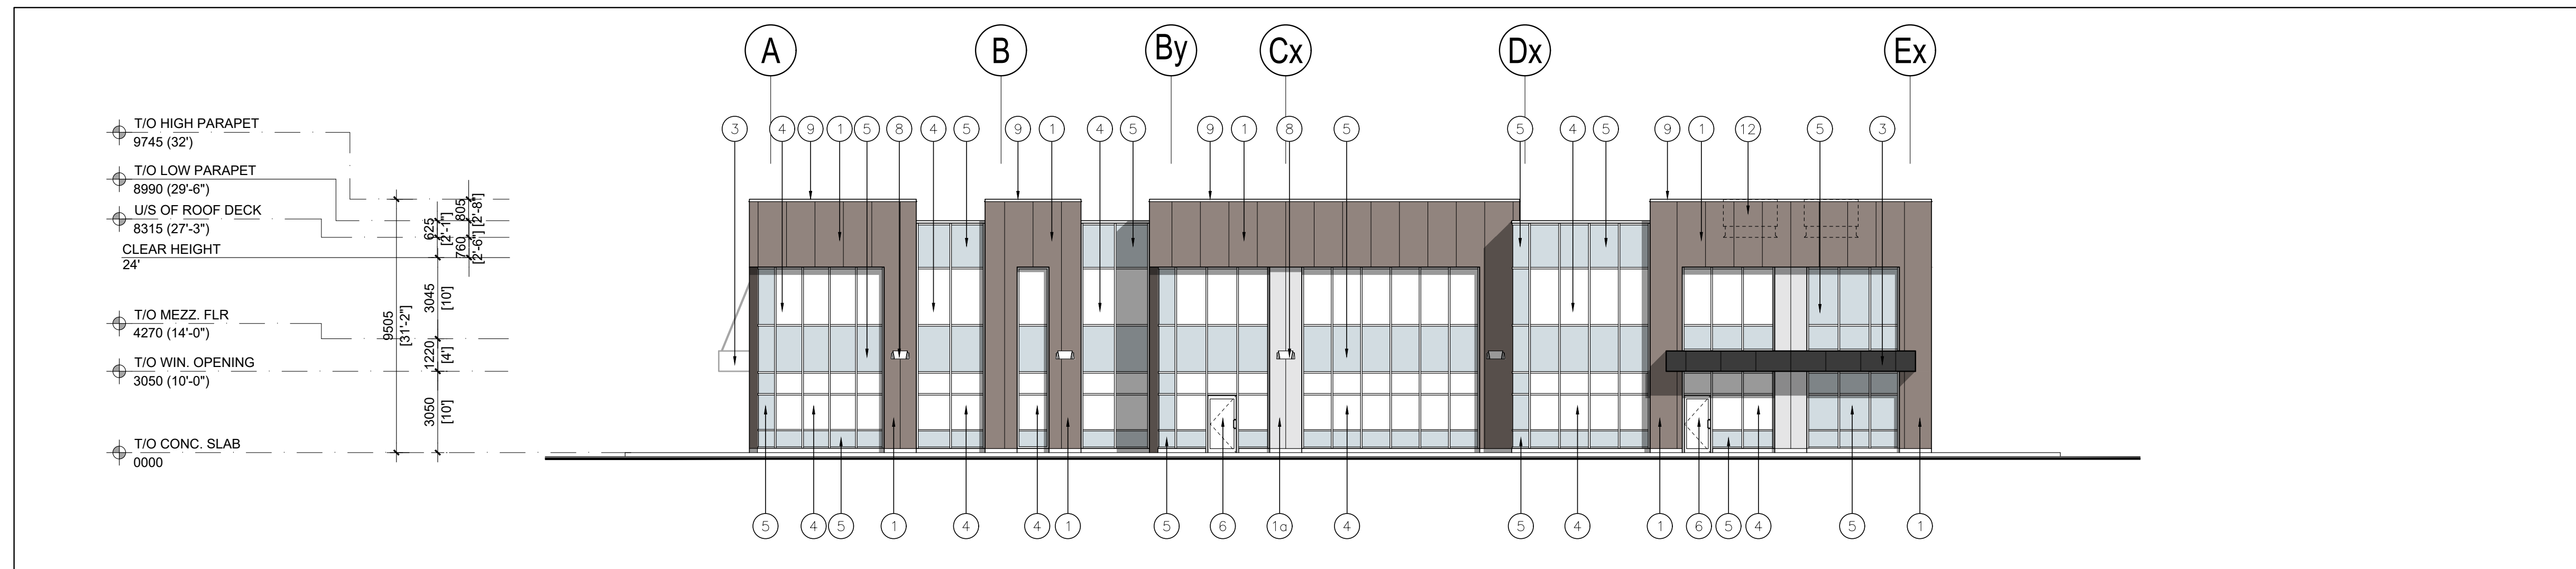 A B By Cx Dx Ex
3 4 9 1 5 8 4 5 9 1 4 5 9 1 8 5 5 4 5 9 1 12 5 3
T/O HIGH PARAPET
9745 (32')
T/O LOW PARAPET
8990 (29'-6")
U/S OF ROOF DECK
8315 (27'-3")
CLEAR HEIGHT
24'
T/O MEZZ. FLR
4270 (14'-0")
T/O WIN. OPENING
3050 (10'-0")
T/O CONC. SLAB
0000
9505
[31'-2"]
625
[2'-1"]
805
[2'-8"]
760
[2'-6"]
3045
[10']
1220
[4']
3050
[10']
5 4 5 1 4 4 1 5 6 1a 4 5 4 1 6 5 4 5 1